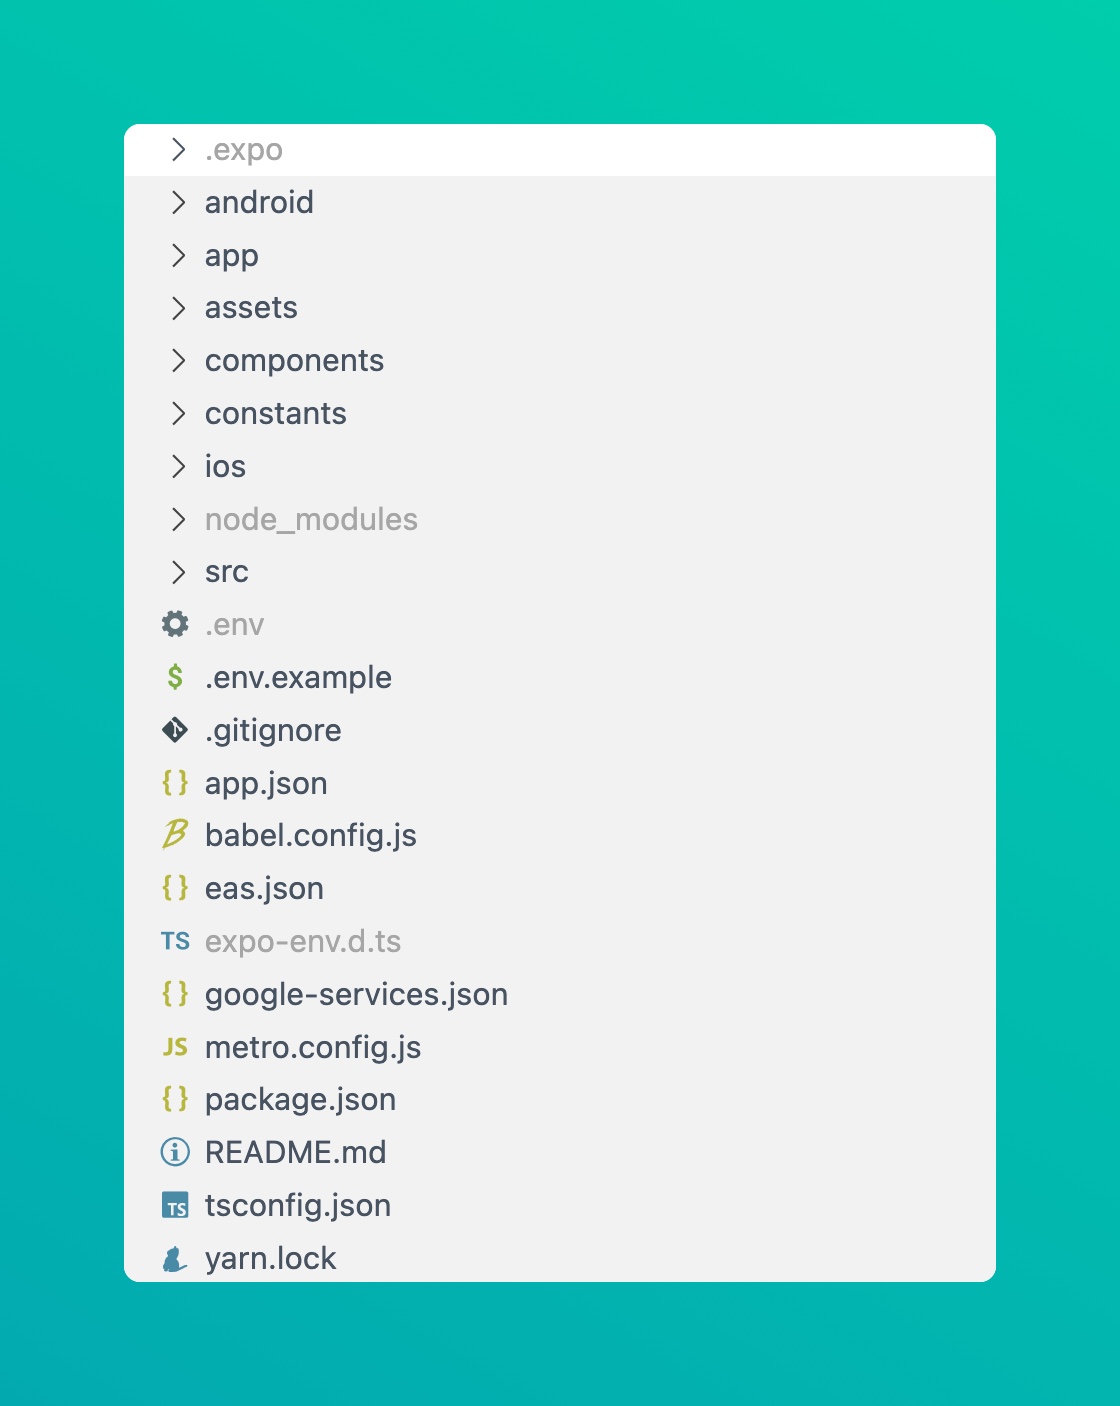 .expo
android
app
assets
components
constants
ios
node_modules
src
.env
$ .env.example
.gitignore
{} app.json
babel.config.js
{} eas.json
TS expo-env.d.ts
{} google-services.json
JS metro.config.js
{} package.json
README.md
TS tsconfig.json
yarn.lock